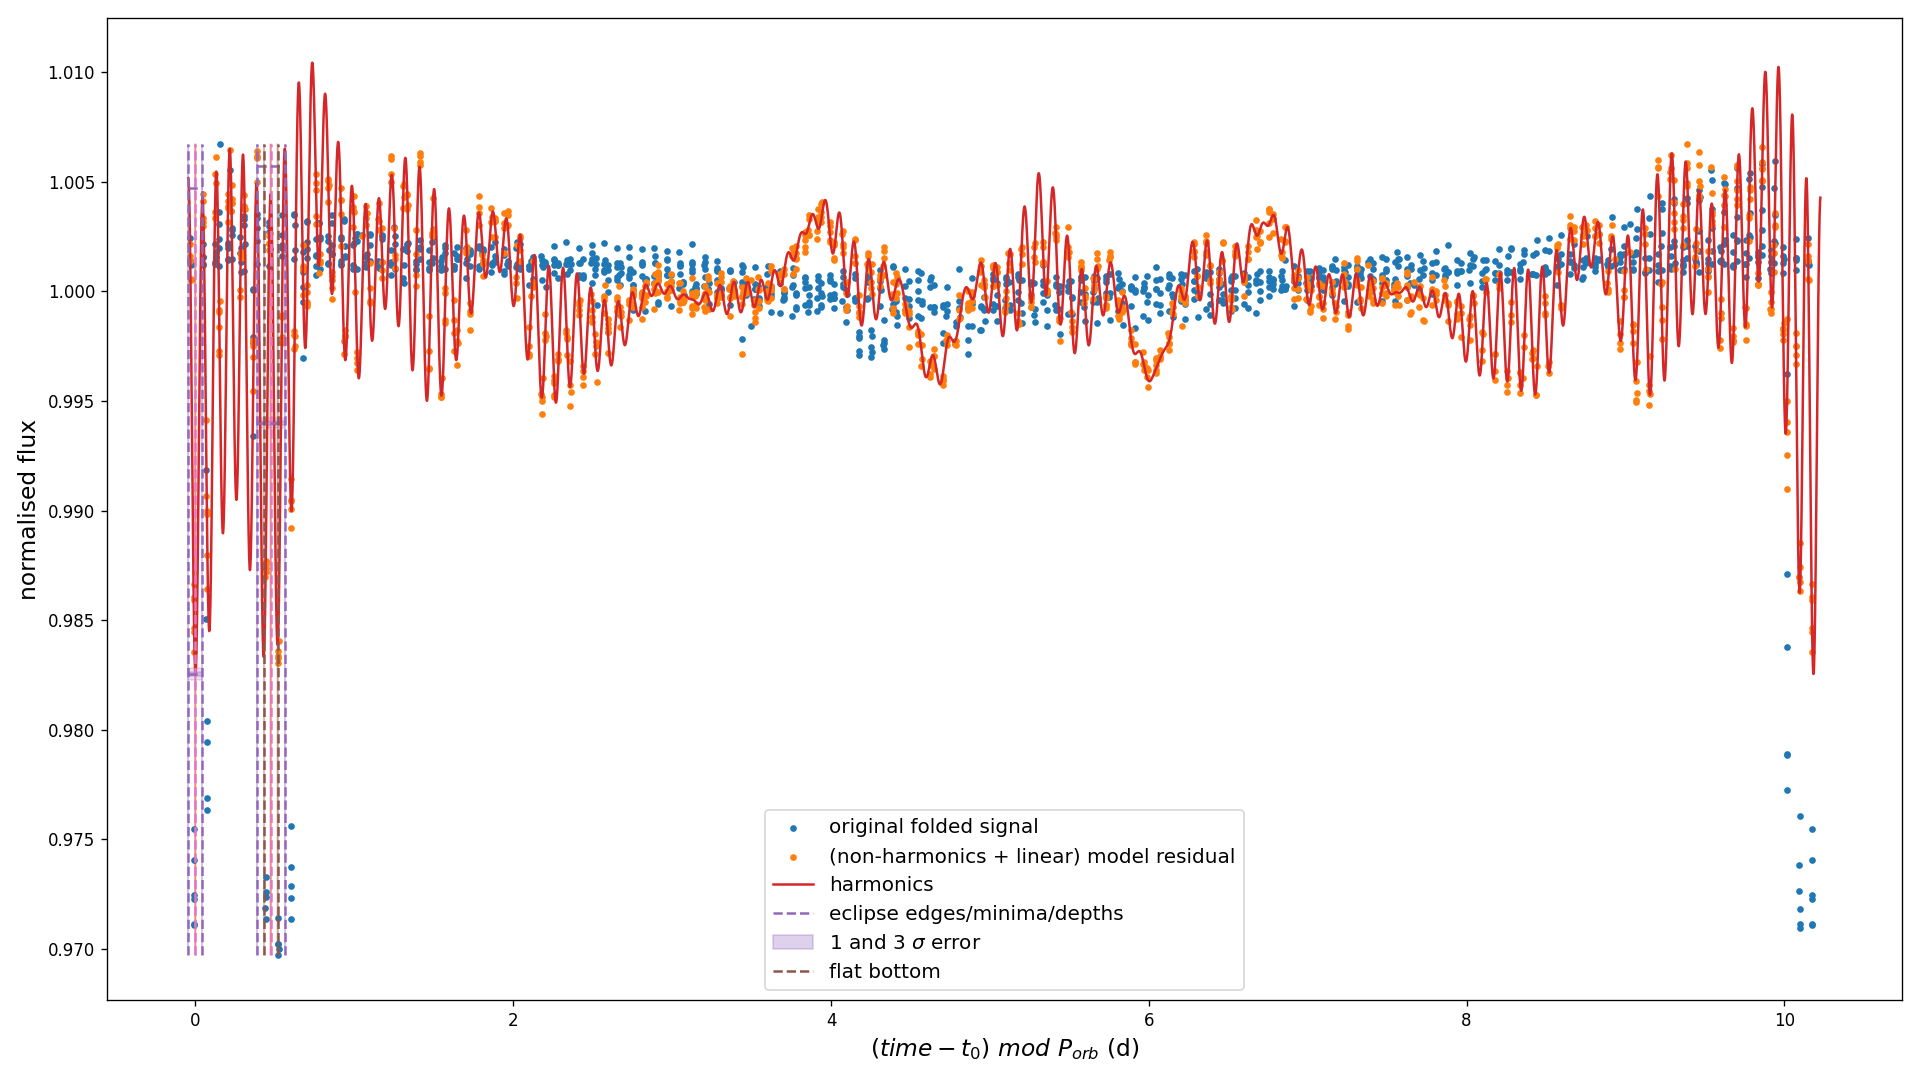 1.010
1.005
1.000
0.995
0.990
0.985
0.980
0.975
0.970
normalised flux
original folded signal
(non-harmonics + linear) model residual
harmonics
eclipse edges/minima/depths
1 and 3 σ error
flat bottom
0 2 4 6 8 10
(time − t₀) mod Pₒᵣb (d)